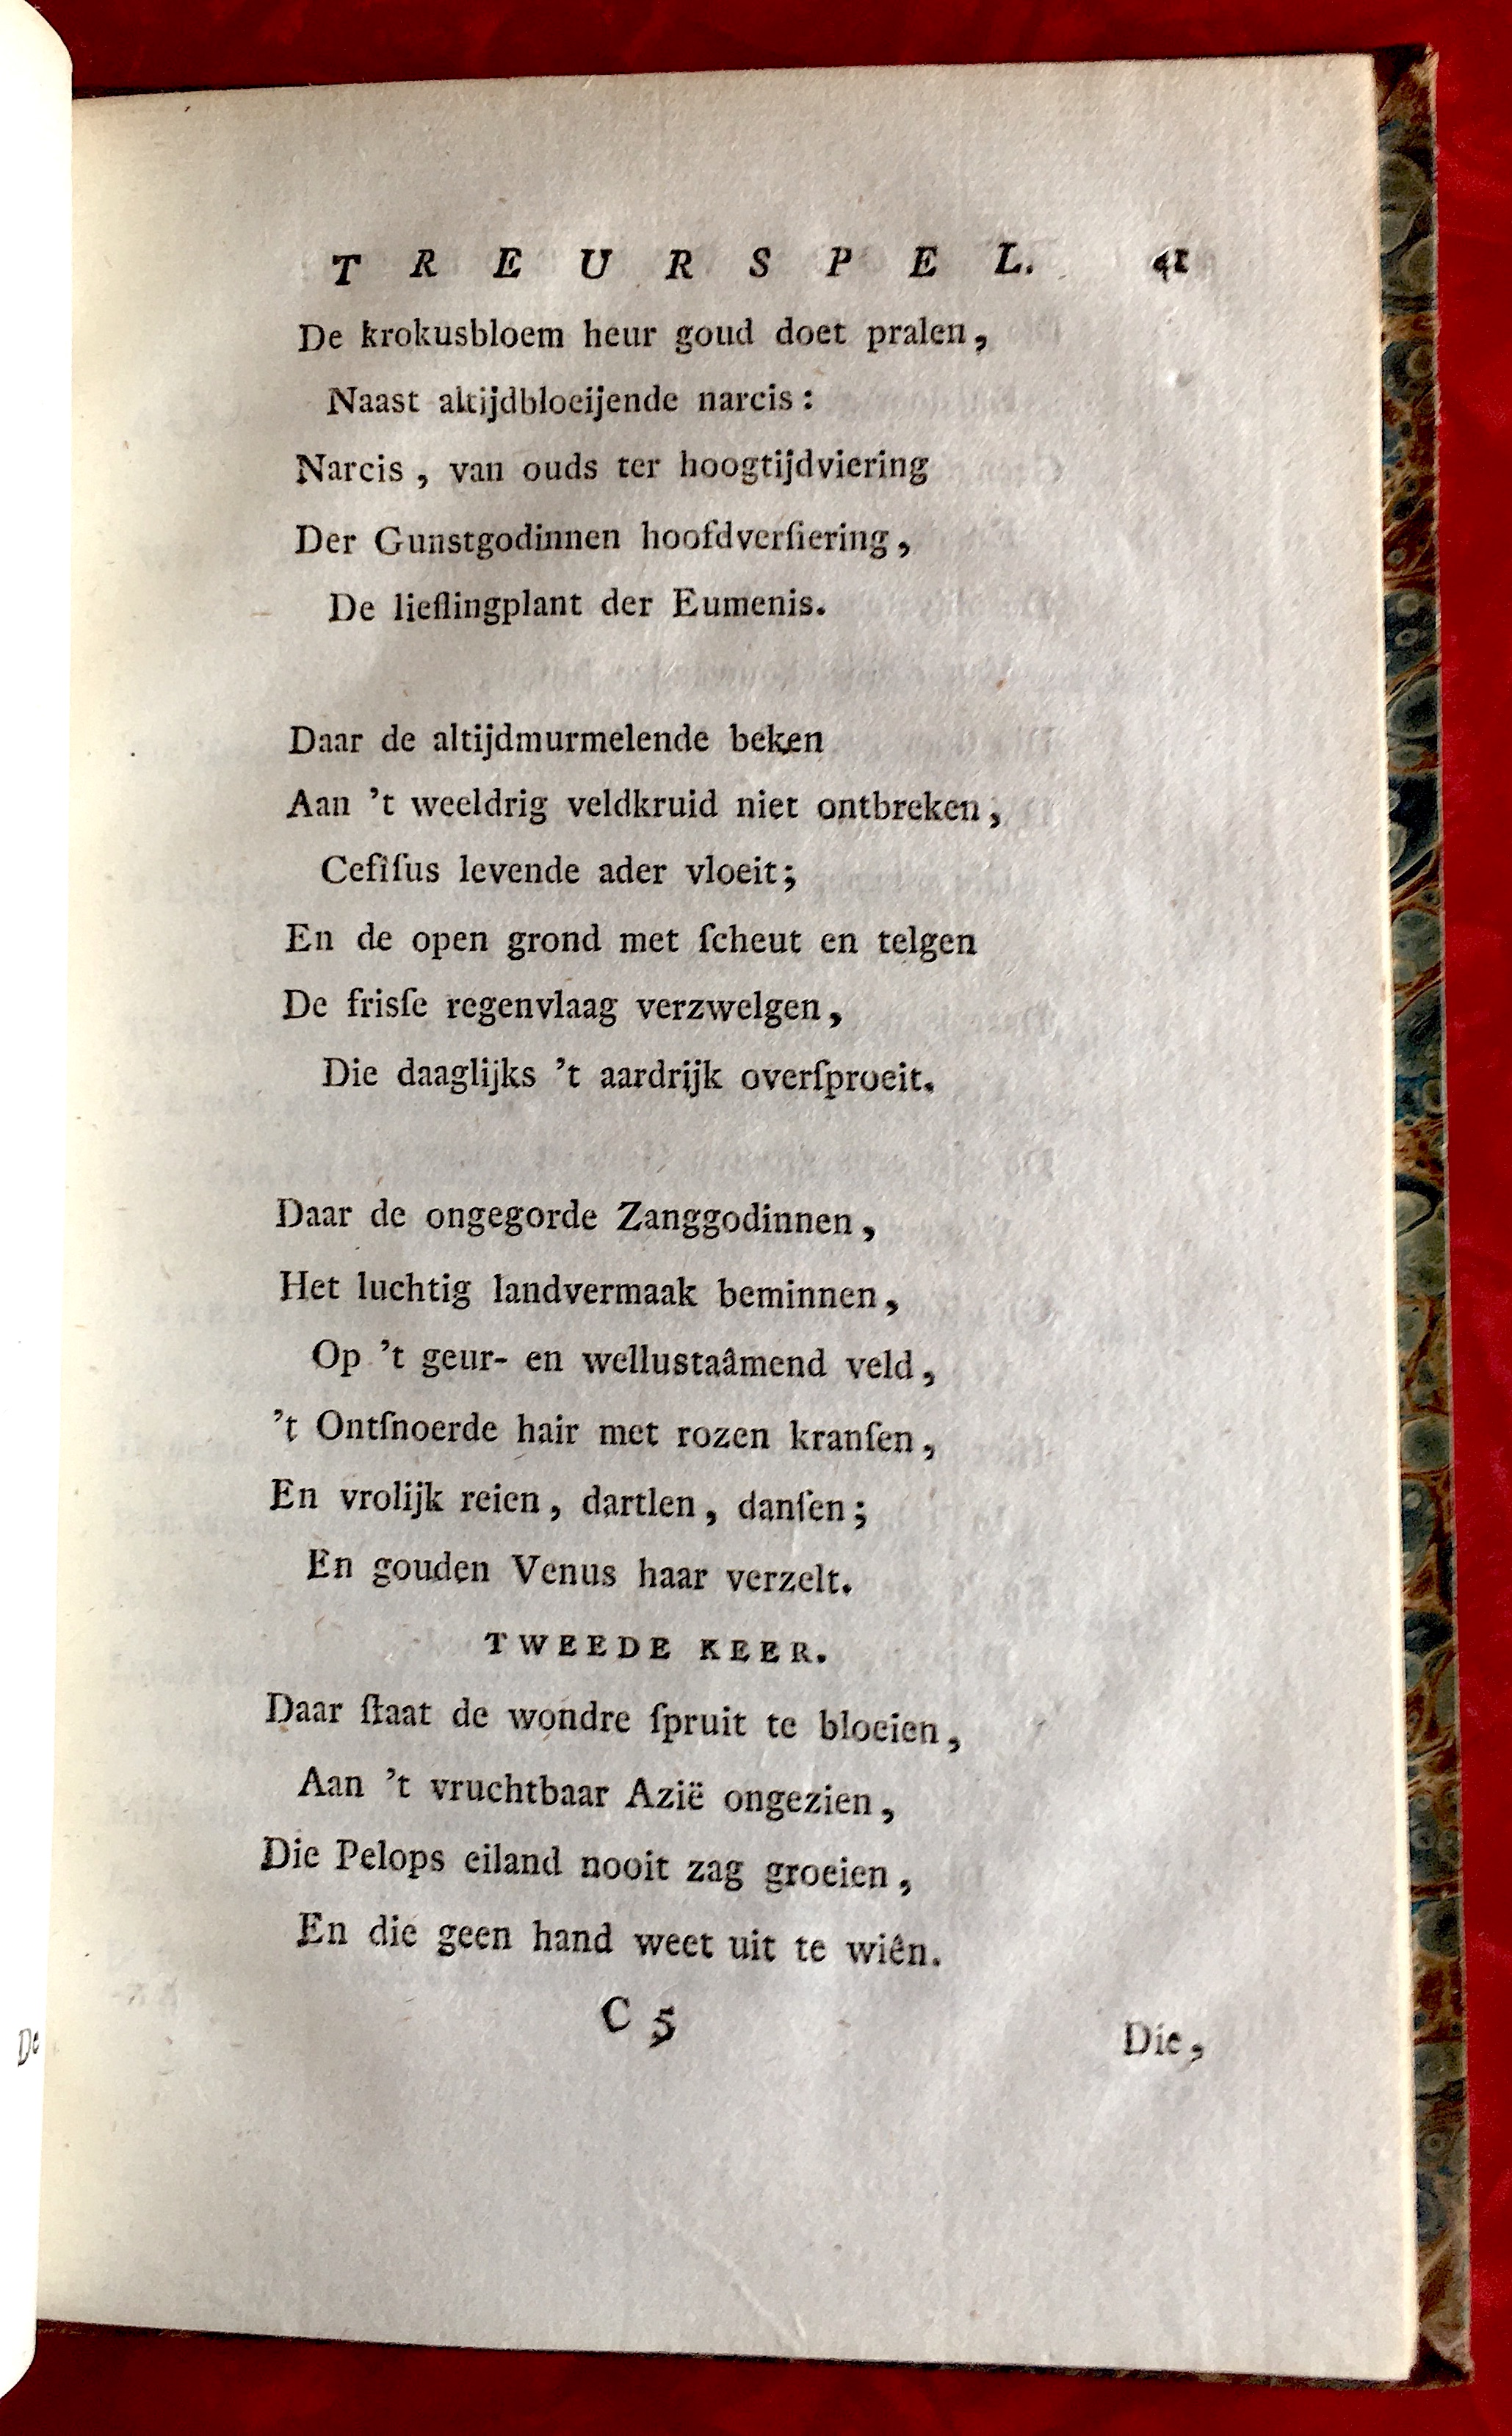 TREURSPEL. 41
De krokusbloem heur goud doet pralen,
Naast altijdbloeijende narcis:
Narcis, van ouds ter hoogtijdviering
Der Gunstgodinnen hoofdverſiering,
De lieflingplant der Eumenis.
Daar de altijdmurmelende beken
Aan 't weeldrig veldkruid niet ontbreken,
Cefîſus levende ader vloeit;
En de open grond met ſcheut en telgen
De frisſe regenvlaag verzwelgen,
Die daaglijks 't aardrijk overſproeit.
Daar de ongegorde Zanggodinnen,
Het luchtig landvermaak beminnen,
Op 't geur- en wellustaâmend veld,
't Ontſnoerde hair met rozen kranſen,
En vrolijk reien, dartlen, danſen;
En gouden Venus haar verzelt.
TWEEDE KEER.
Daar ſtaat de wondre ſpruit te bloeien,
Aan 't vruchtbaar Azië ongezien,
Die Pelops eiland nooit zag groeien,
En die geen hand weet uit te wiên.
C 5
Die,
De